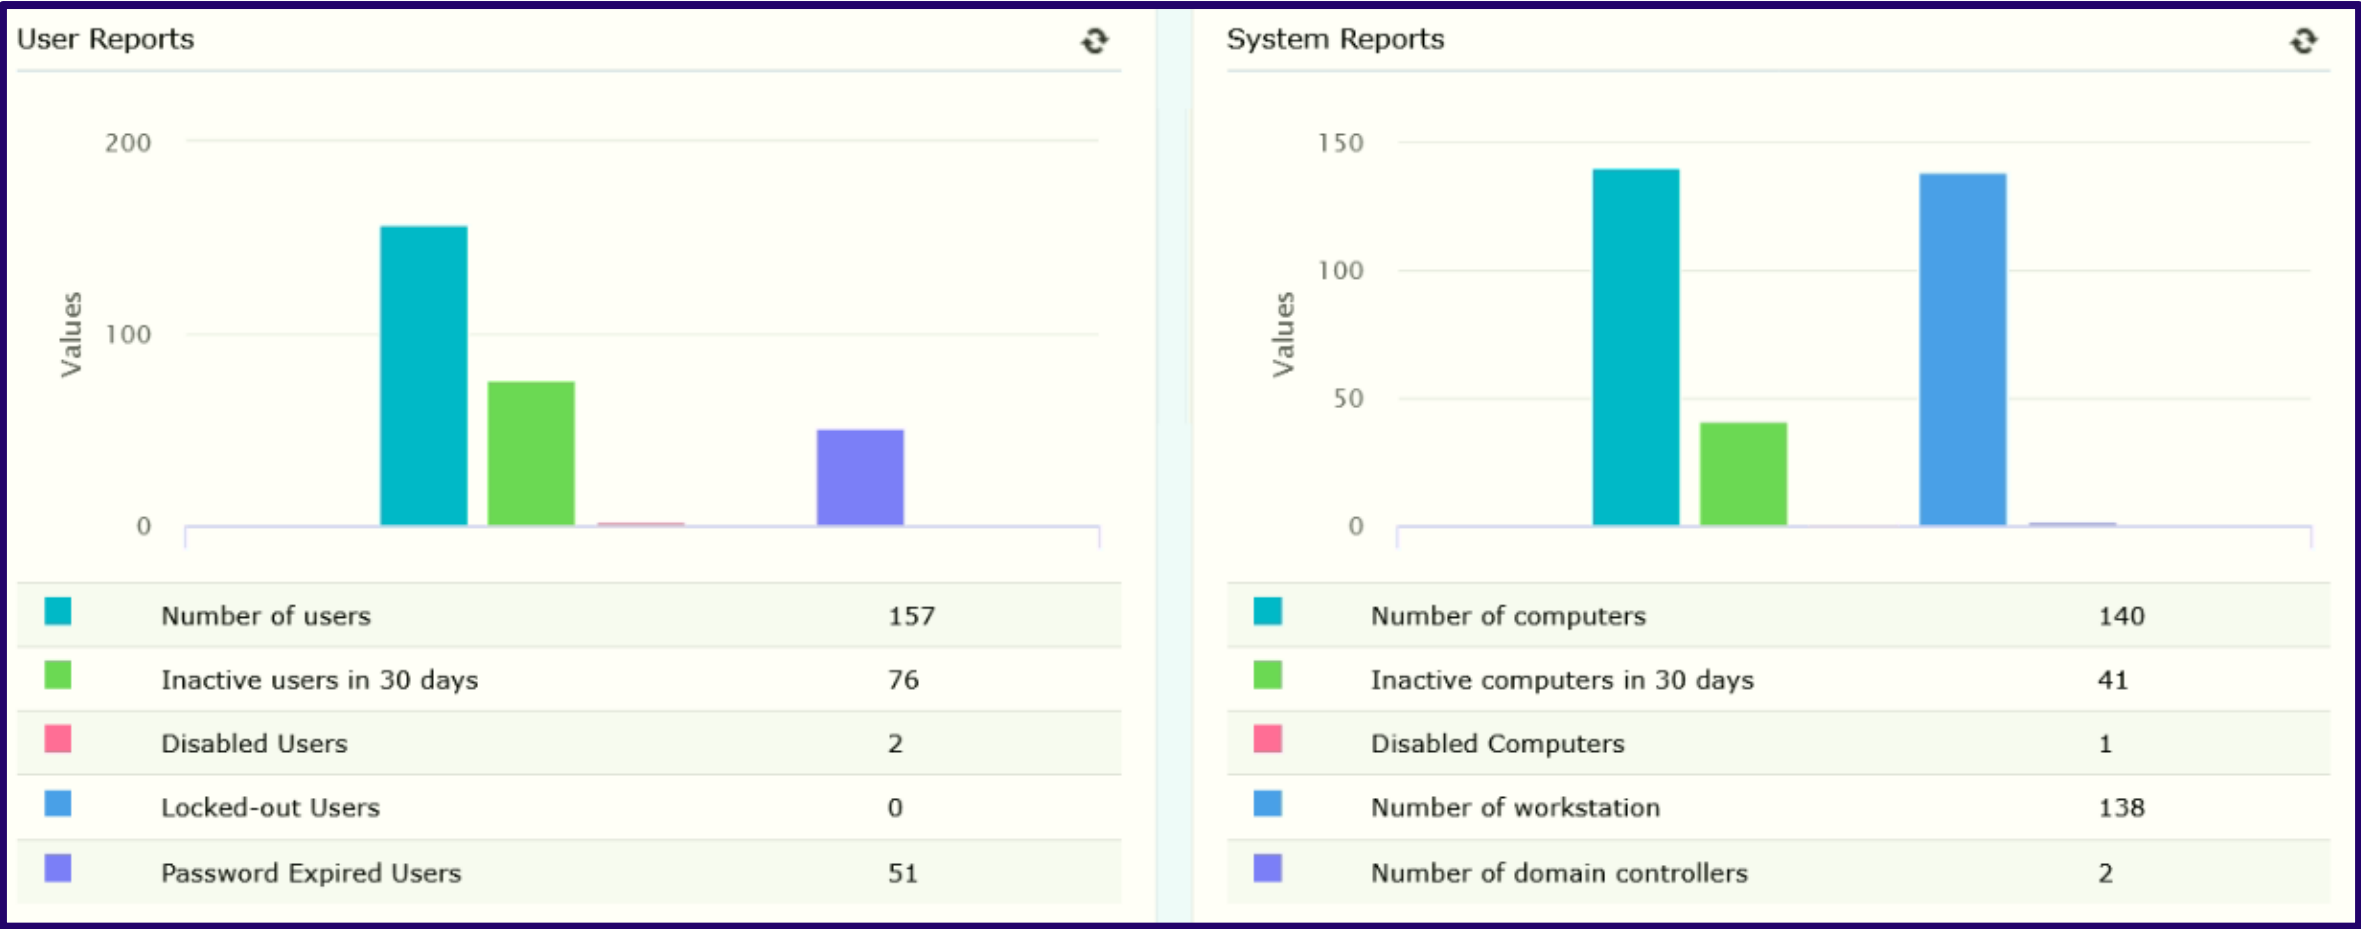 User Reports
200
100
0
Values
Number of users 157
Inactive users in 30 days 76
Disabled Users 2
Locked-out Users 0
Password Expired Users 51
System Reports
150
100
50
0
Values
Number of computers 140
Inactive computers in 30 days 41
Disabled Computers 1
Number of workstation 138
Number of domain controllers 2